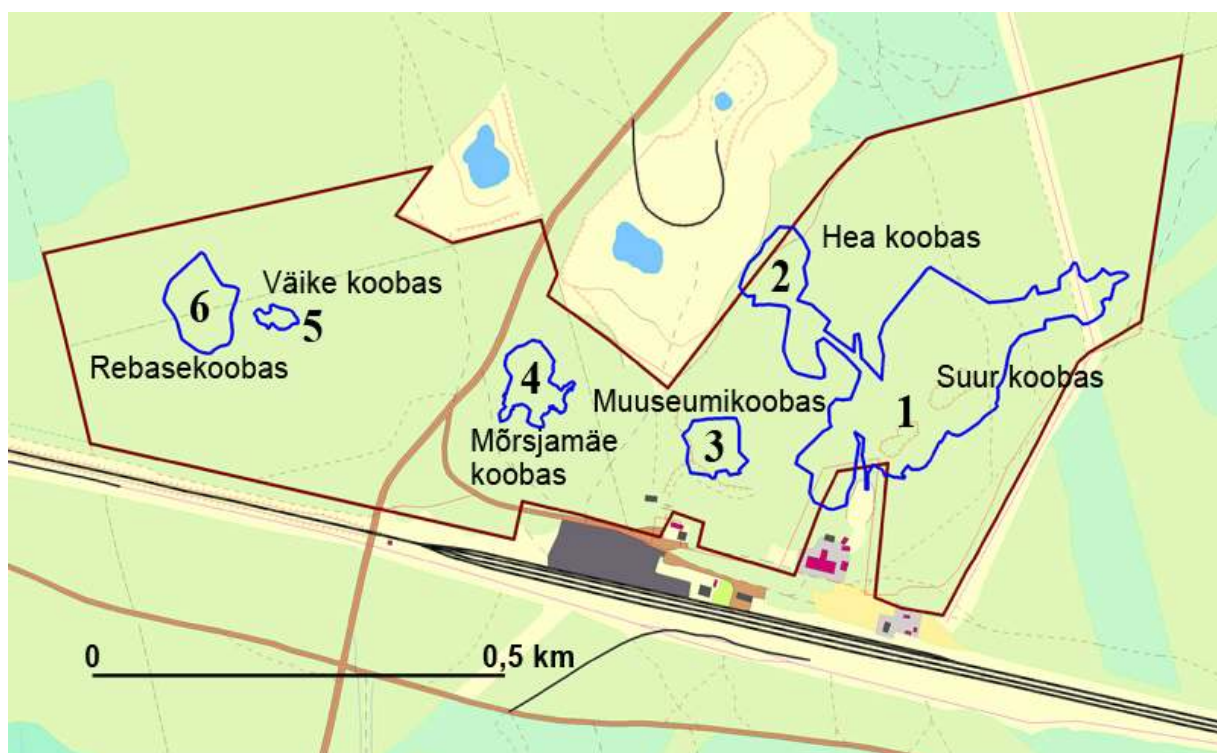 Hea koobas
2
Väike koobas
6
5
Rebasekoobas
4
Muuseumikoobas
Suur koobas
1
Mõrsjamäe
koobas
3
0
0,5 km